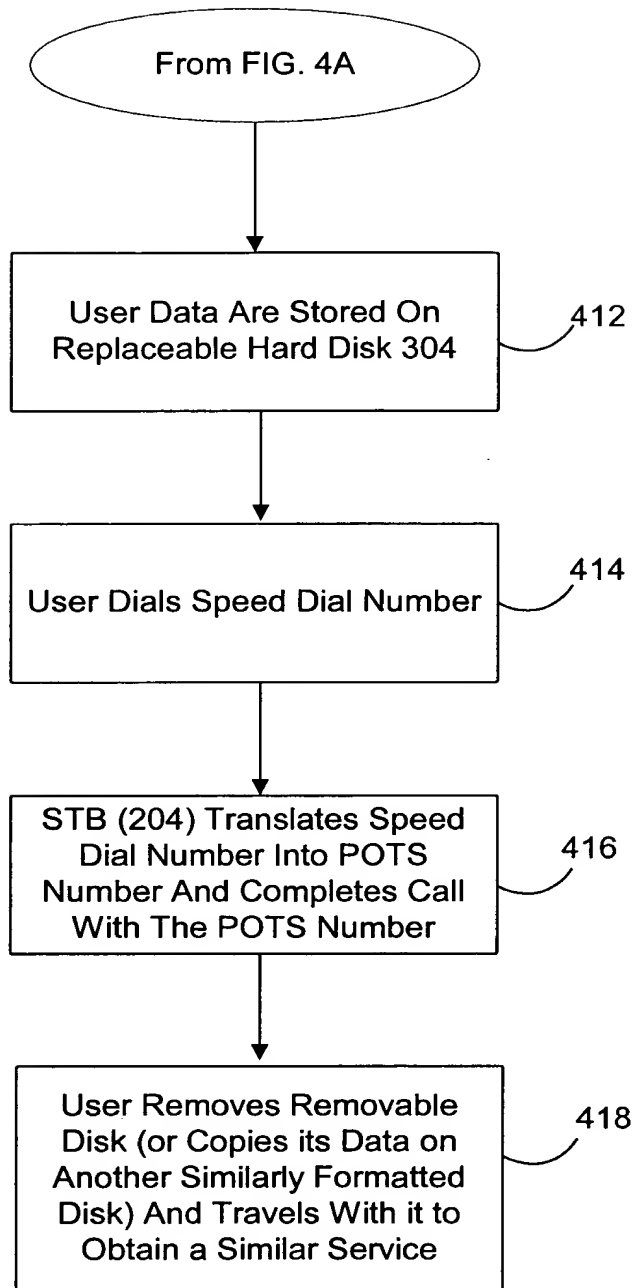 From FIG. 4A
User Data Are Stored On
Replaceable Hard Disk 304
412
User Dials Speed Dial Number
414
STB (204) Translates Speed
Dial Number Into POTS
Number And Completes Call
With The POTS Number
416
User Removes Removable
Disk (or Copies its Data on
Another Similarly Formatted
Disk) And Travels With it to
Obtain a Similar Service
418